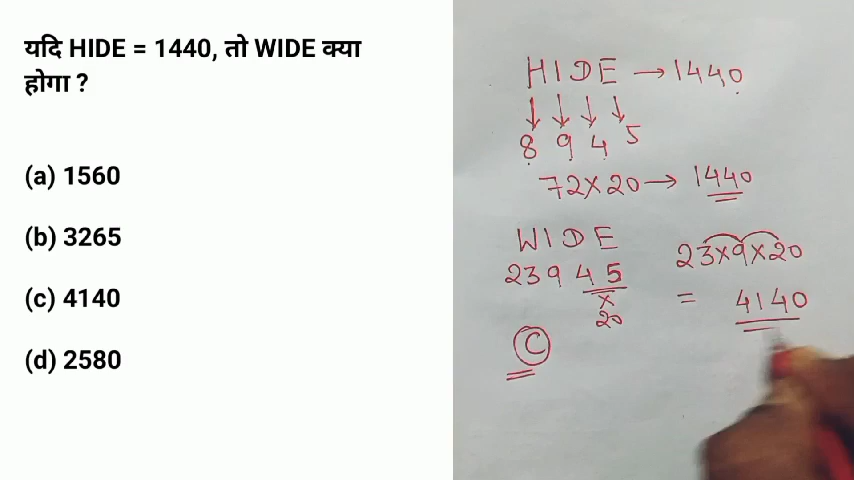 यदि HIDE = 1440, तो WIDE क्या
होगा ?
(a) 1560
(b) 3265
(c) 4140
(d) 2580
HIDE → 1440
↓ ↓ ↓ ↓
8 9 4 5
72×20 → 1440
WIDE
23 9 4 5
×
20
23×9×20
= 4140
C